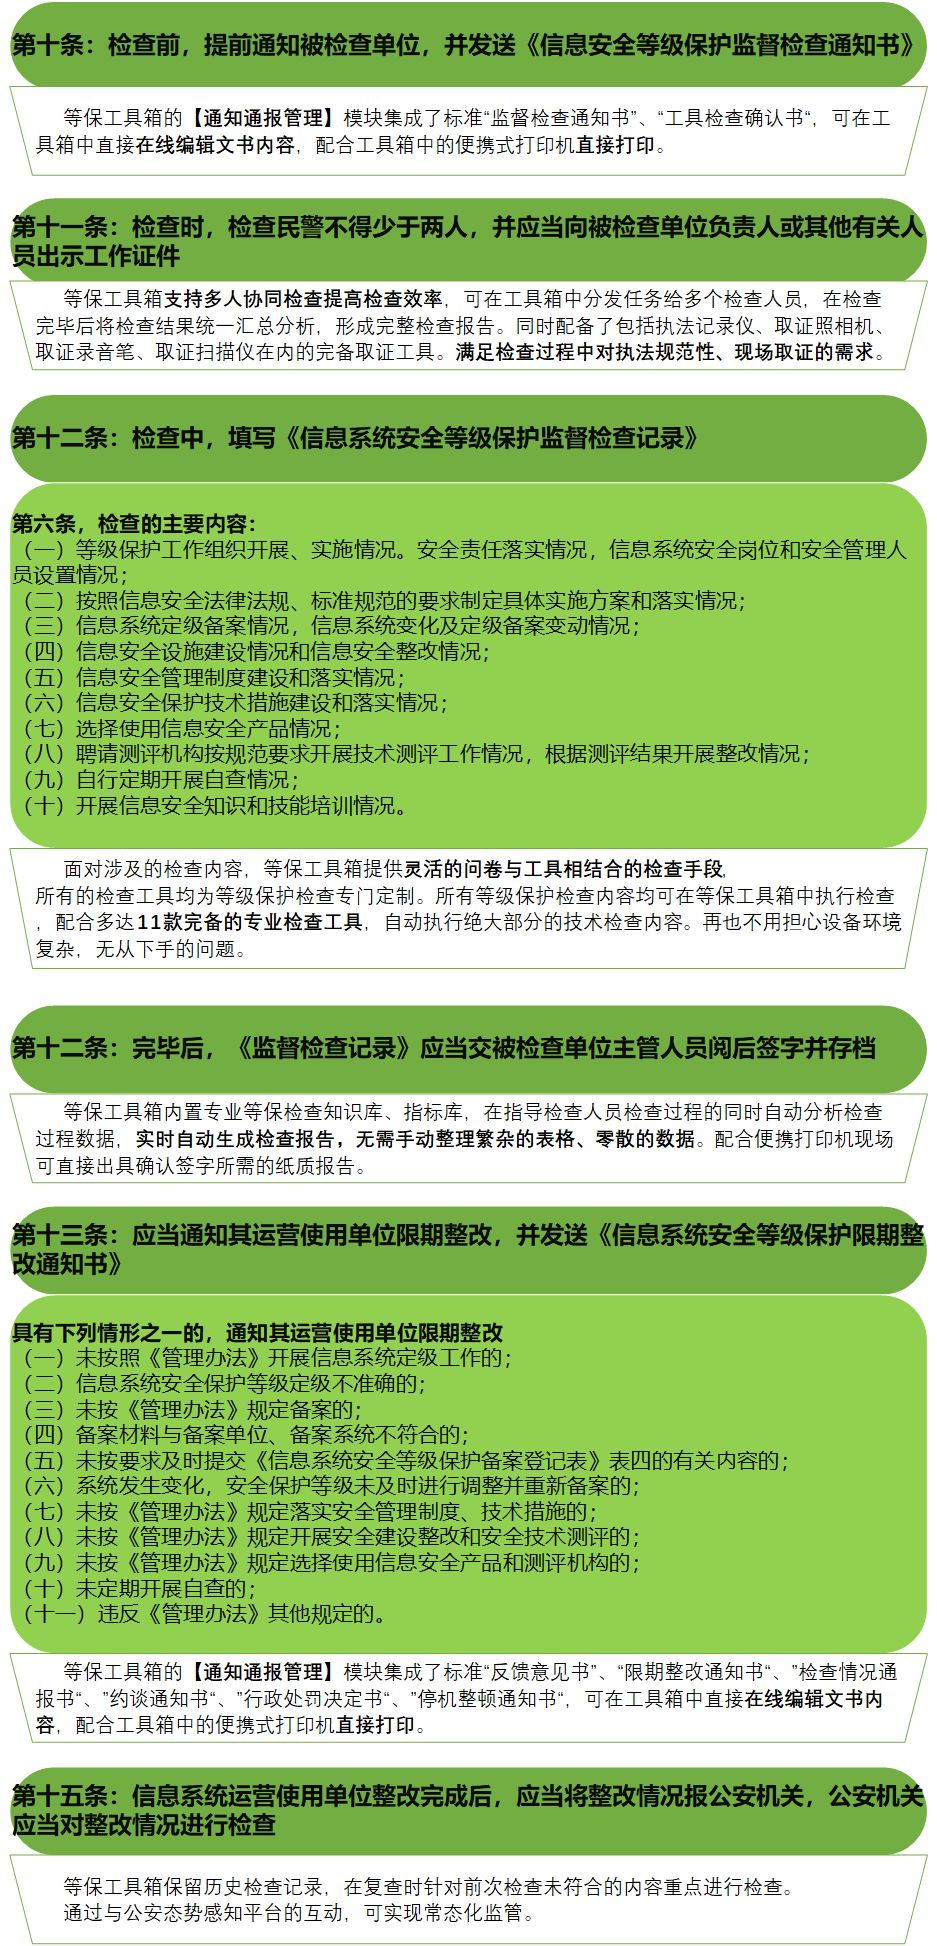 第十条：检查前，提前通知被检查单位，并发送《信息安全等级保护监督检查通知书》
等保工具箱的【通知通报管理】模块集成了标准“监督检查通知书”、“工具检查确认书“，可在工
具箱中直接在线编辑文书内容，配合工具箱中的便携式打印机直接打印。
第十一条：检查时，检查民警不得少于两人，并应当向被检查单位负责人或其他有关人
员出示工作证件
等保工具箱支持多人协同检查提高检查效率，可在工具箱中分发任务给多个检查人员，在检查
完毕后将检查结果统一汇总分析，形成完整检查报告。同时配备了包括执法记录仪、取证照相机、
取证录音笔、取证扫描仪在内的完备取证工具。满足检查过程中对执法规范性、现场取证的需求。
第十二条：检查中，填写《信息系统安全等级保护监督检查记录》
第六条，检查的主要内容：
（一）等级保护工作组织开展、实施情况。安全责任落实情况，信息系统安全岗位和安全管理人
员设置情况；
（二）按照信息安全法律法规、标准规范的要求制定具体实施方案和落实情况；
（三）信息系统定级备案情况，信息系统变化及定级备案变动情况；
（四）信息安全设施建设情况和信息安全整改情况；
（五）信息安全管理制度建设和落实情况；
（六）信息安全保护技术措施建设和落实情况；
（七）选择使用信息安全产品情况；
（八）聘请测评机构按规范要求开展技术测评工作情况，根据测评结果开展整改情况；
（九）自行定期开展自查情况；
（十）开展信息安全知识和技能培训情况。
面对涉及的检查内容，等保工具箱提供灵活的问卷与工具相结合的检查手段，
所有的检查工具均为等级保护检查专门定制。所有等级保护检查内容均可在等保工具箱中执行检查
，配合多达11款完备的专业检查工具，自动执行绝大部分的技术检查内容。再也不用担心设备环境
复杂，无从下手的问题。
第十二条：完毕后，《监督检查记录》应当交被检查单位主管人员阅后签字并存档
等保工具箱内置专业等保检查知识库、指标库，在指导检查人员检查过程的同时自动分析检查
过程数据，实时自动生成检查报告，无需手动整理繁杂的表格、零散的数据。配合便携打印机现场
可直接出具确认签字所需的纸质报告。
第十三条：应当通知其运营使用单位限期整改，并发送《信息系统安全等级保护限期整
改通知书》
具有下列情形之一的，通知其运营使用单位限期整改
（一）未按照《管理办法》开展信息系统定级工作的；
（二）信息系统安全保护等级定级不准确的；
（三）未按《管理办法》规定备案的；
（四）备案材料与备案单位、备案系统不符合的；
（五）未按要求及时提交《信息系统安全等级保护备案登记表》表四的有关内容的；
（六）系统发生变化，安全保护等级未及时进行调整并重新备案的；
（七）未按《管理办法》规定落实安全管理制度、技术措施的；
（八）未按《管理办法》规定开展安全建设整改和安全技术测评的；
（九）未按《管理办法》规定选择使用信息安全产品和测评机构的；
（十）未定期开展自查的；
（十一）违反《管理办法》其他规定的。
等保工具箱的【通知通报管理】模块集成了标准“反馈意见书”、“限期整改通知书“、”检查情况通
报书“、”约谈通知书“、”行政处罚决定书“、”停机整顿通知书“，可在工具箱中直接在线编辑文书内
容，配合工具箱中的便携式打印机直接打印。
第十五条：信息系统运营使用单位整改完成后，应当将整改情况报公安机关，公安机关
应当对整改情况进行检查
等保工具箱保留历史检查记录，在复查时针对前次检查未符合的内容重点进行检查。
通过与公安态势感知平台的互动，可实现常态化监管。